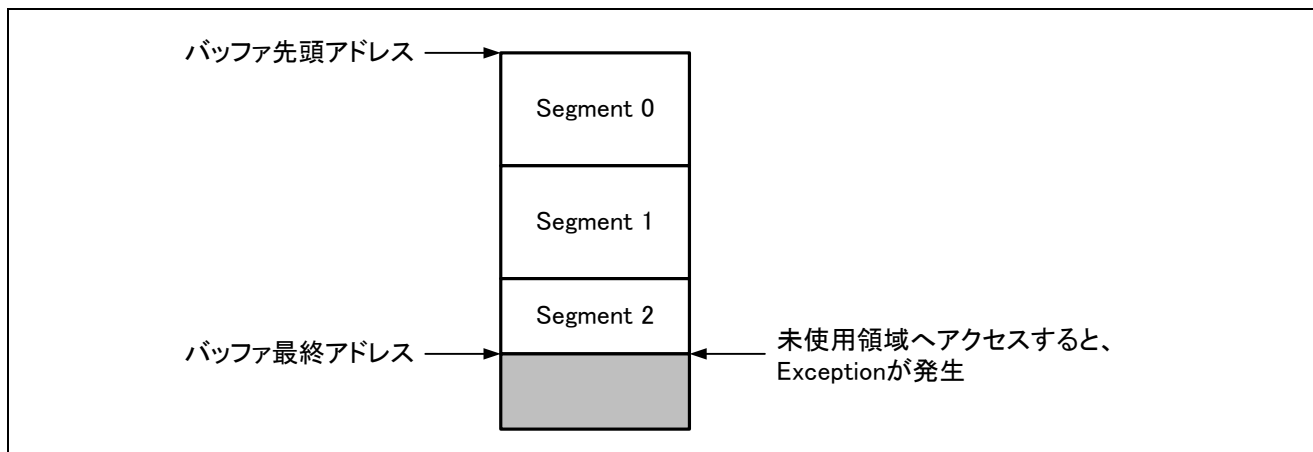 バッファ先頭アドレス
Segment 0
Segment 1
Segment 2
バッファ最終アドレス
未使用領域へアクセスすると、
Exceptionが発生